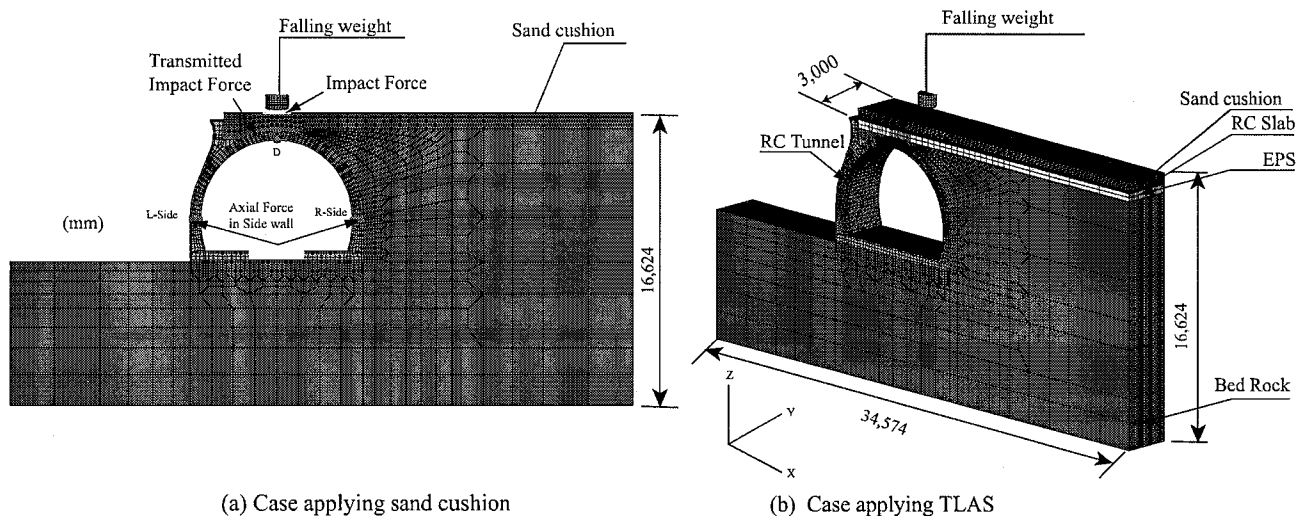 Falling weight
Sand cushion
Transmitted
Impact Force
Impact Force
D
L-Side
Axial Force
in Side wall
R-Side
(mm)
16,624
(a) Case applying sand cushion
Falling weight
3,000
Sand cushion
RC Slab
EPS
RC Tunnel
16,624
Bed Rock
34,574
Z
Y
X
(b) Case applying TLAS